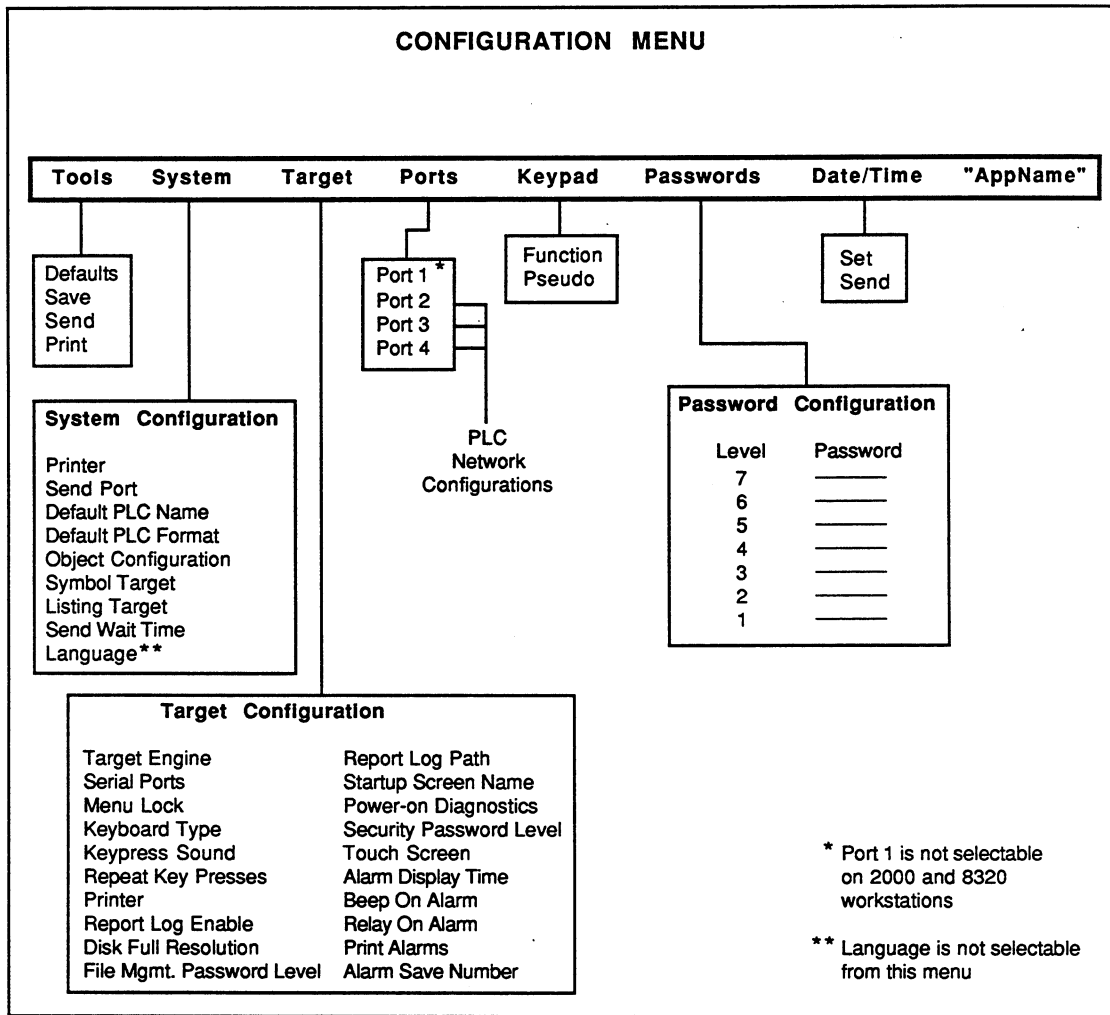 CONFIGURATION MENU
Tools System Target Ports Keypad Passwords Date/Time "AppName"
Defaults
Save
Send
Print
Port 1 *
Port 2
Port 3
Port 4
Function
Pseudo
Set
Send
PLC
Network
Configurations
System Configuration
Printer
Send Port
Default PLC Name
Default PLC Format
Object Configuration
Symbol Target
Listing Target
Send Wait Time
Language**
Password Configuration
Level Password
7
6
5
4
3
2
1
Target Configuration
Target Engine Report Log Path
Serial Ports Startup Screen Name
Menu Lock Power-on Diagnostics
Keyboard Type Security Password Level
Keypress Sound Touch Screen
Repeat Key Presses Alarm Display Time
Printer Beep On Alarm
Report Log Enable Relay On Alarm
Disk Full Resolution Print Alarms
File Mgmt. Password Level Alarm Save Number
* Port 1 is not selectable
on 2000 and 8320
workstations
** Language is not selectable
from this menu